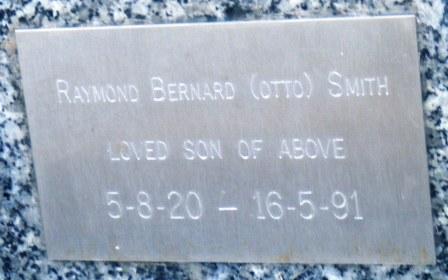 RAYMOND BERNARD (OTTO) SMITH
LOVED SON OF ABOVE
5-8-20 - 16-5-91